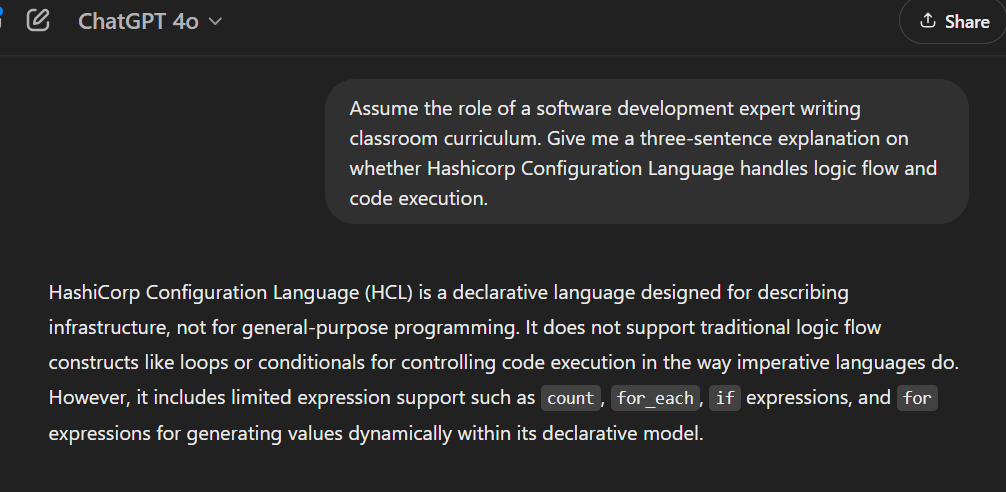 ChatGPT 4o
Share
Assume the role of a software development expert writing
classroom curriculum. Give me a three-sentence explanation on
whether Hashicorp Configuration Language handles logic flow and
code execution.
HashiCorp Configuration Language (HCL) is a declarative language designed for describing
infrastructure, not for general-purpose programming. It does not support traditional logic flow
constructs like loops or conditionals for controlling code execution in the way imperative languages do.
However, it includes limited expression support such as count, for_each, if expressions, and for
expressions for generating values dynamically within its declarative model.